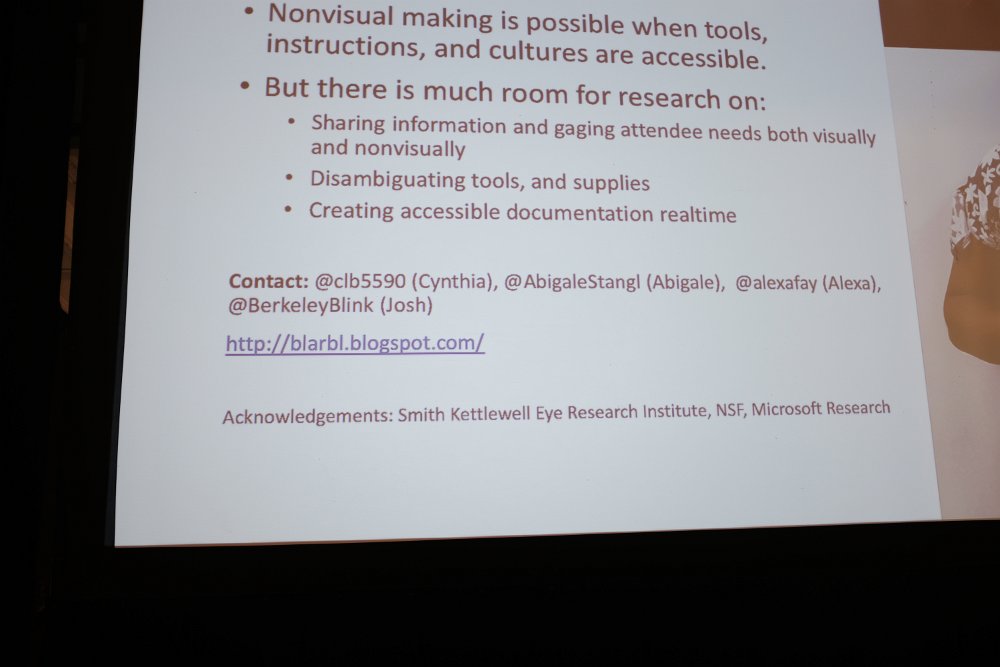 • Nonvisual making is possible when tools,
instructions, and cultures are accessible.
• But there is much room for research on:
• Sharing information and gaging attendee needs both visually
and nonvisually
• Disambiguating tools, and supplies
• Creating accessible documentation realtime
Contact: @clb5590 (Cynthia), @AbigaleStangl (Abigale), @alexafay (Alexa),
@BerkeleyBlink (Josh)
http://blarbl.blogspot.com/
Acknowledgements: Smith Kettlewell Eye Research Institute, NSF, Microsoft Research